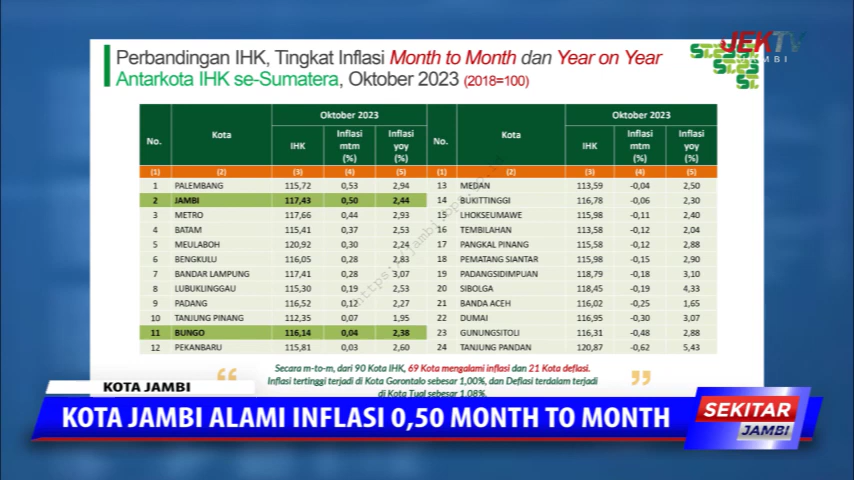 JEKTV
JAMBI
Perbandingan IHK, Tingkat Inflasi Month to Month dan Year on Year
Antarkota IHK se-Sumatera, Oktober 2023 (2018=100)
No. Kota Oktober 2023 No. Kota Oktober 2023
IHK Inflasi mtm (%) Inflasi yoy (%) IHK Inflasi mtm (%) Inflasi yoy (%)
(1) (2) (3) (4) (5) (1) (2) (3) (4) (5)
1 PALEMBANG 115,72 0,53 2,94 13 MEDAN 113,59 -0,04 2,50
2 JAMBI 117,43 0,50 2,44 14 BUKITTINGGI 116,78 -0,06 2,30
3 METRO 117,66 0,44 2,93 15 LHOKSEUMAWE 115,98 -0,11 2,40
4 BATAM 115,41 0,37 2,53 16 TEMBILAHAN 113,58 -0,12 2,04
5 MEULABOH 120,92 0,30 2,24 17 PANGKAL PINANG 115,58 -0,12 2,88
6 BENGKULU 116,05 0,28 2,83 18 PEMATANG SIANTAR 115,98 -0,15 2,90
7 BANDAR LAMPUNG 117,41 0,28 3,07 19 PADANGSIDIMPUAN 118,79 -0,18 3,10
8 LUBUKLINGGAU 115,30 0,19 2,53 20 SIBOLGA 118,45 -0,19 4,33
9 PADANG 116,52 0,12 2,27 21 BANDA ACEH 116,02 -0,25 1,65
10 TANJUNG PINANG 112,35 0,07 1,95 22 DUMAI 116,95 -0,30 3,07
11 BUNGO 116,14 0,04 2,38 23 GUNUNGSITOLI 116,31 -0,48 2,88
12 PEKANBARU 115,81 0,03 2,60 24 TANJUNG PANDAN 120,87 -0,62 5,43
Secara m-to-m, dari 90 Kota IHK, 69 Kota mengalami inflasi dan 21 Kota deflasi.
Inflasi tertinggi terjadi di Kota Gorontalo sebesar 1,00%, dan Deflasi terdalam terjadi
di Kota Tual sebesar 1,08%.
KOTA JAMBI
KOTA JAMBI ALAMI INFLASI 0,50 MONTH TO MONTH
SEKITAR
JAMBI